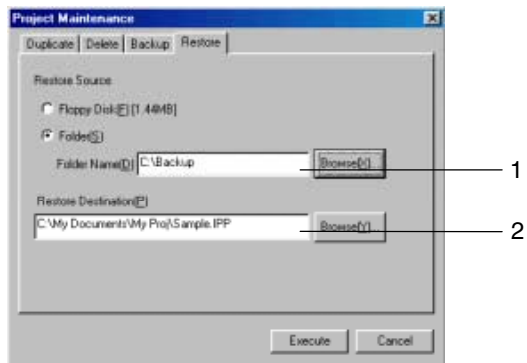 Project Maintenance
Duplicate Delete Backup Restore
Restore Source
Floppy Disk(F) [1.44MB]
Folder(S)
Folder Name(D) C:\Backup Browse(X)...
1
Restore Destination(P)
C:\My Documents\My Proj\Sample.IPP Browse(Y)...
2
Execute Cancel